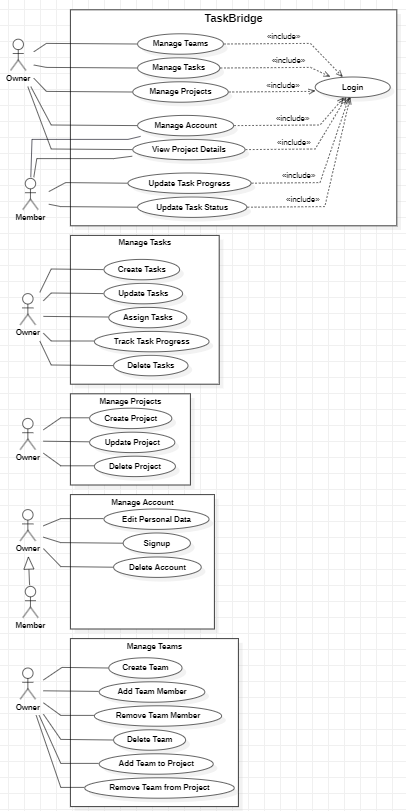 TaskBridge
Manage Teams
«include»
Owner
Manage Tasks
«include»
Manage Projects
«include»
Login
Manage Account
«include»
View Project Details
«include»
Update Task Progress
«include»
Member
Update Task Status
«include»
Manage Tasks
Create Tasks
Update Tasks
Assign Tasks
Owner
Track Task Progress
Delete Tasks
Manage Projects
Create Project
Update Project
Owner
Delete Project
Manage Account
Edit Personal Data
Signup
Owner
Delete Account
Member
Manage Teams
Create Team
Add Team Member
Owner
Remove Team Member
Delete Team
Add Team to Project
Remove Team from Project